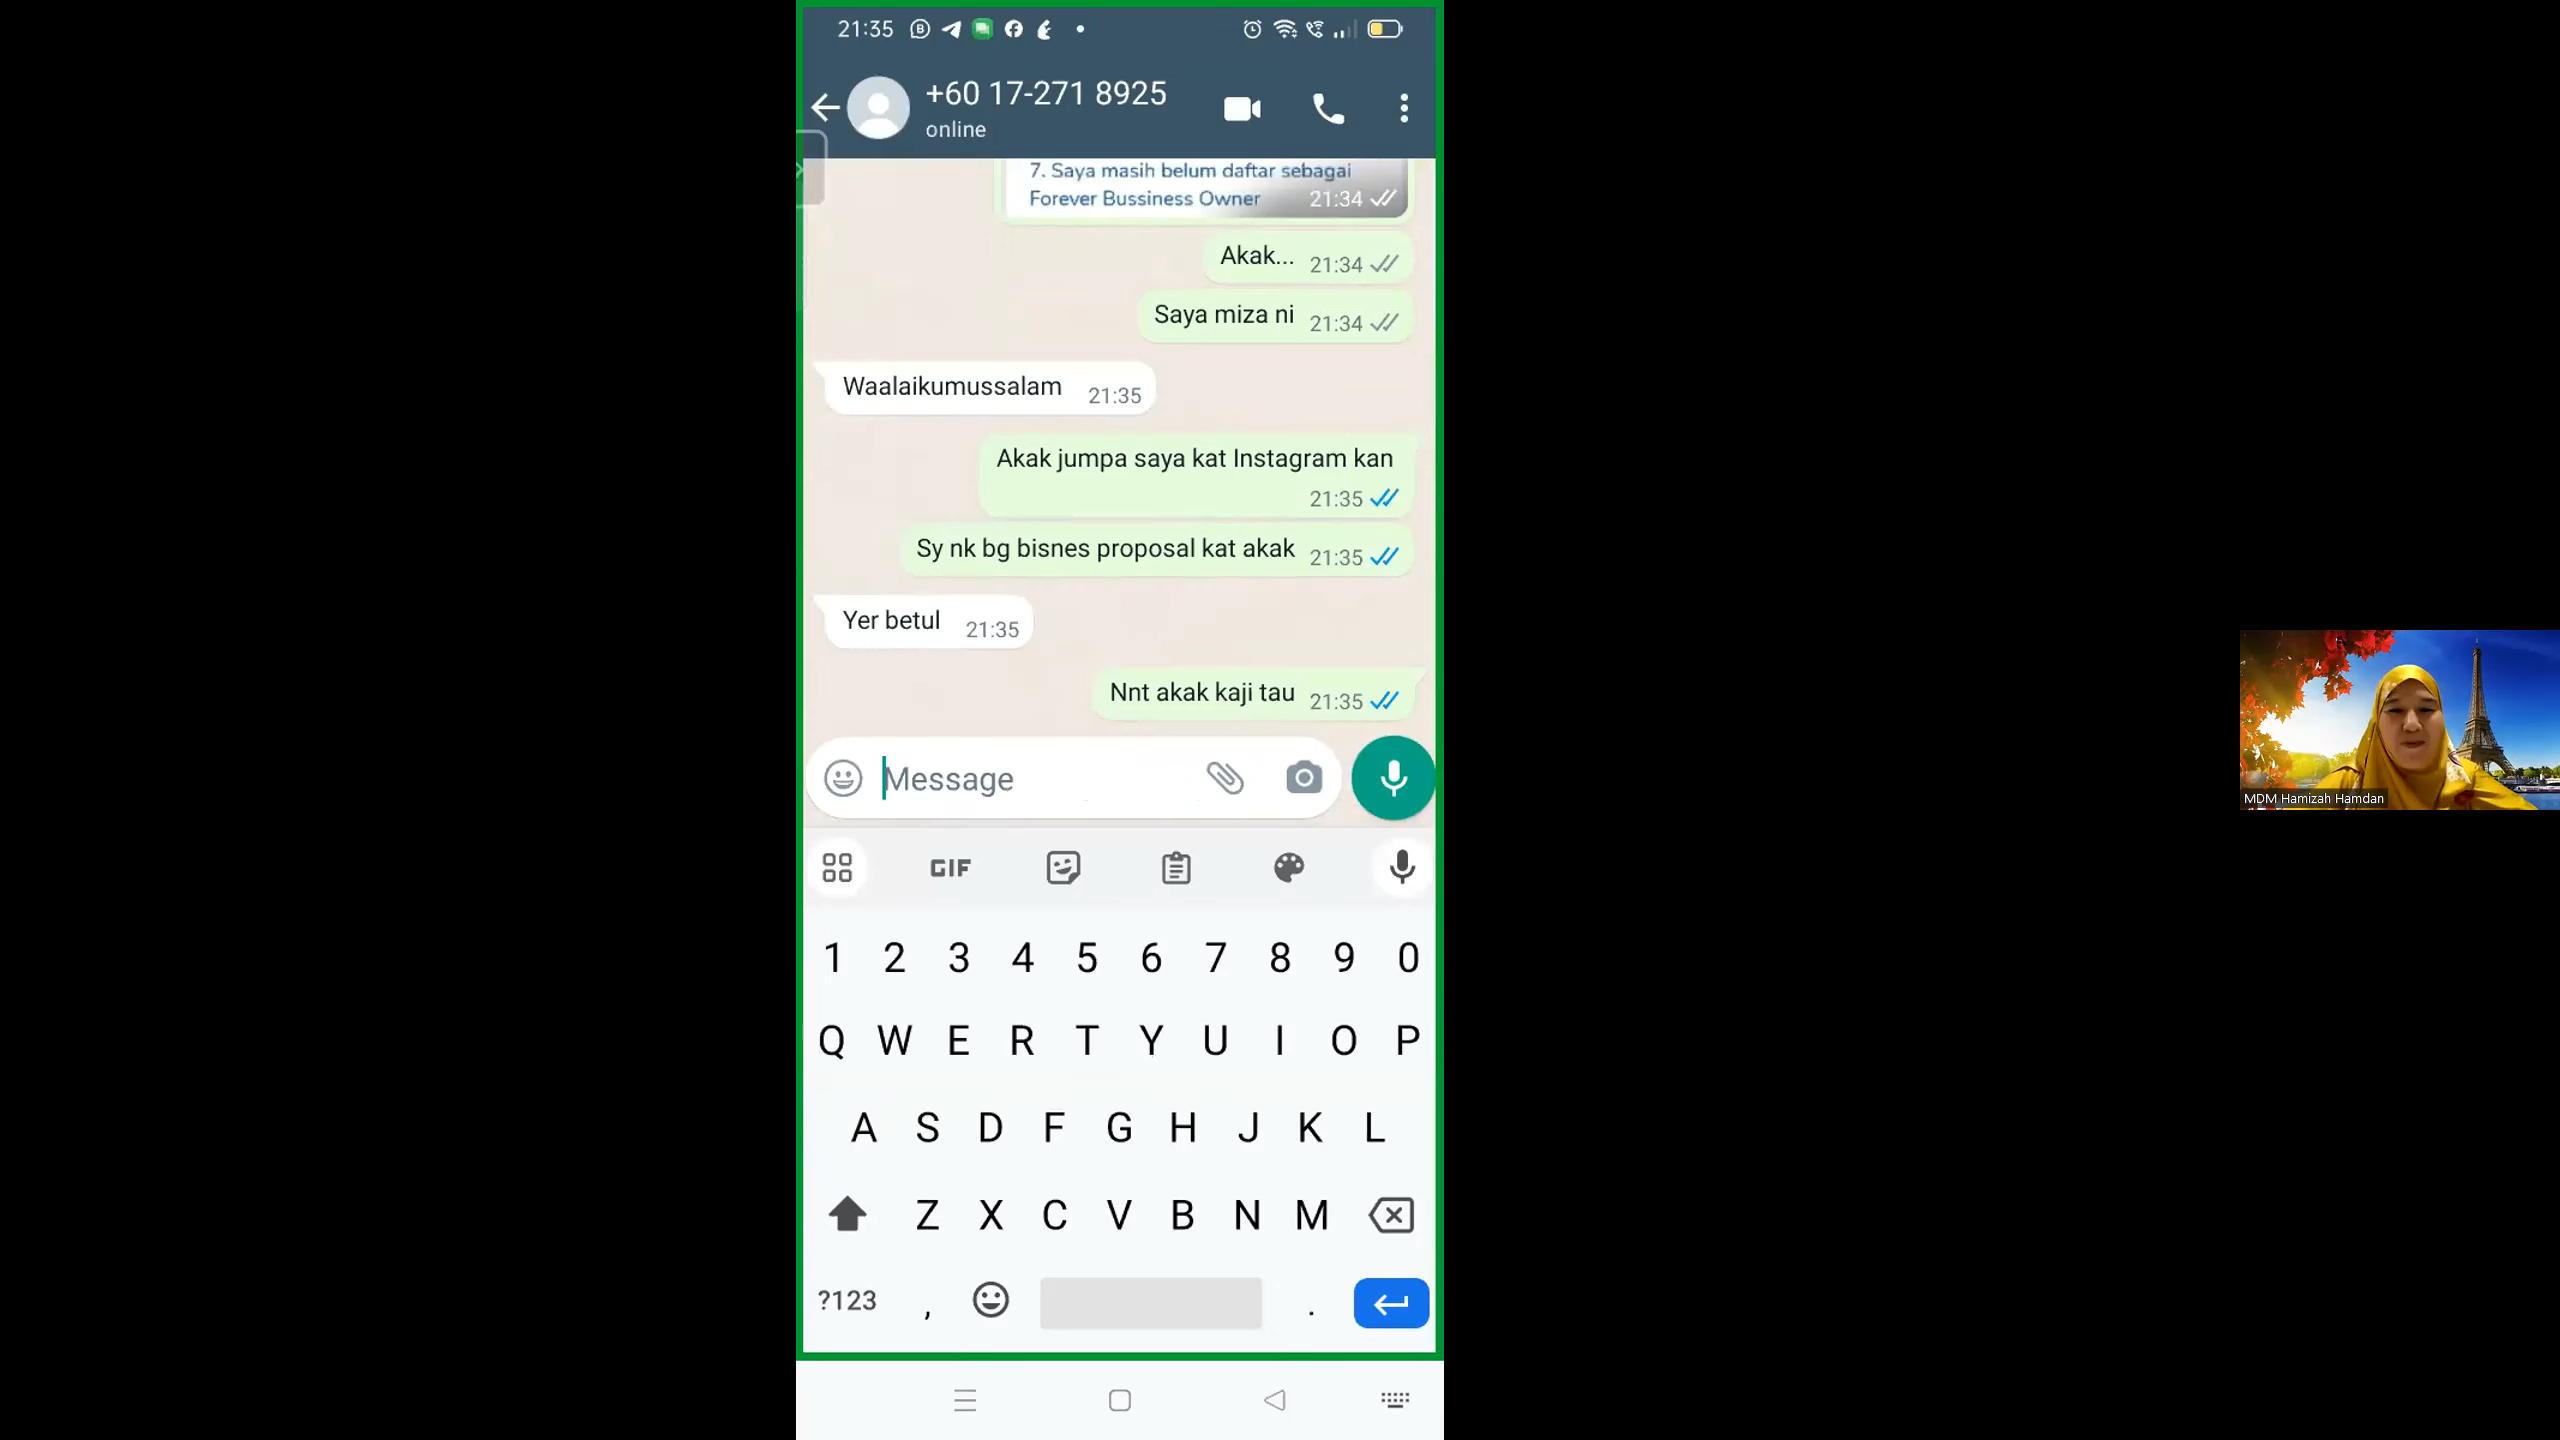 21:35
+60 17-271 8925
online
7. Saya masih belum daftar sebagai
Forever Bussiness Owner 21:34
Akak... 21:34
Saya miza ni 21:34
Waalaikumussalam 21:35
Akak jumpa saya kat Instagram kan
21:35
Sy nk bg bisnes proposal kat akak 21:35
Yer betul 21:35
Nnt akak kaji tau 21:35
Message
GIF
1 2 3 4 5 6 7 8 9 0
Q W E R T Y U I O P
A S D F G H J K L
Z X C V B N M
?123 , .
MDM Hamizah Hamdan